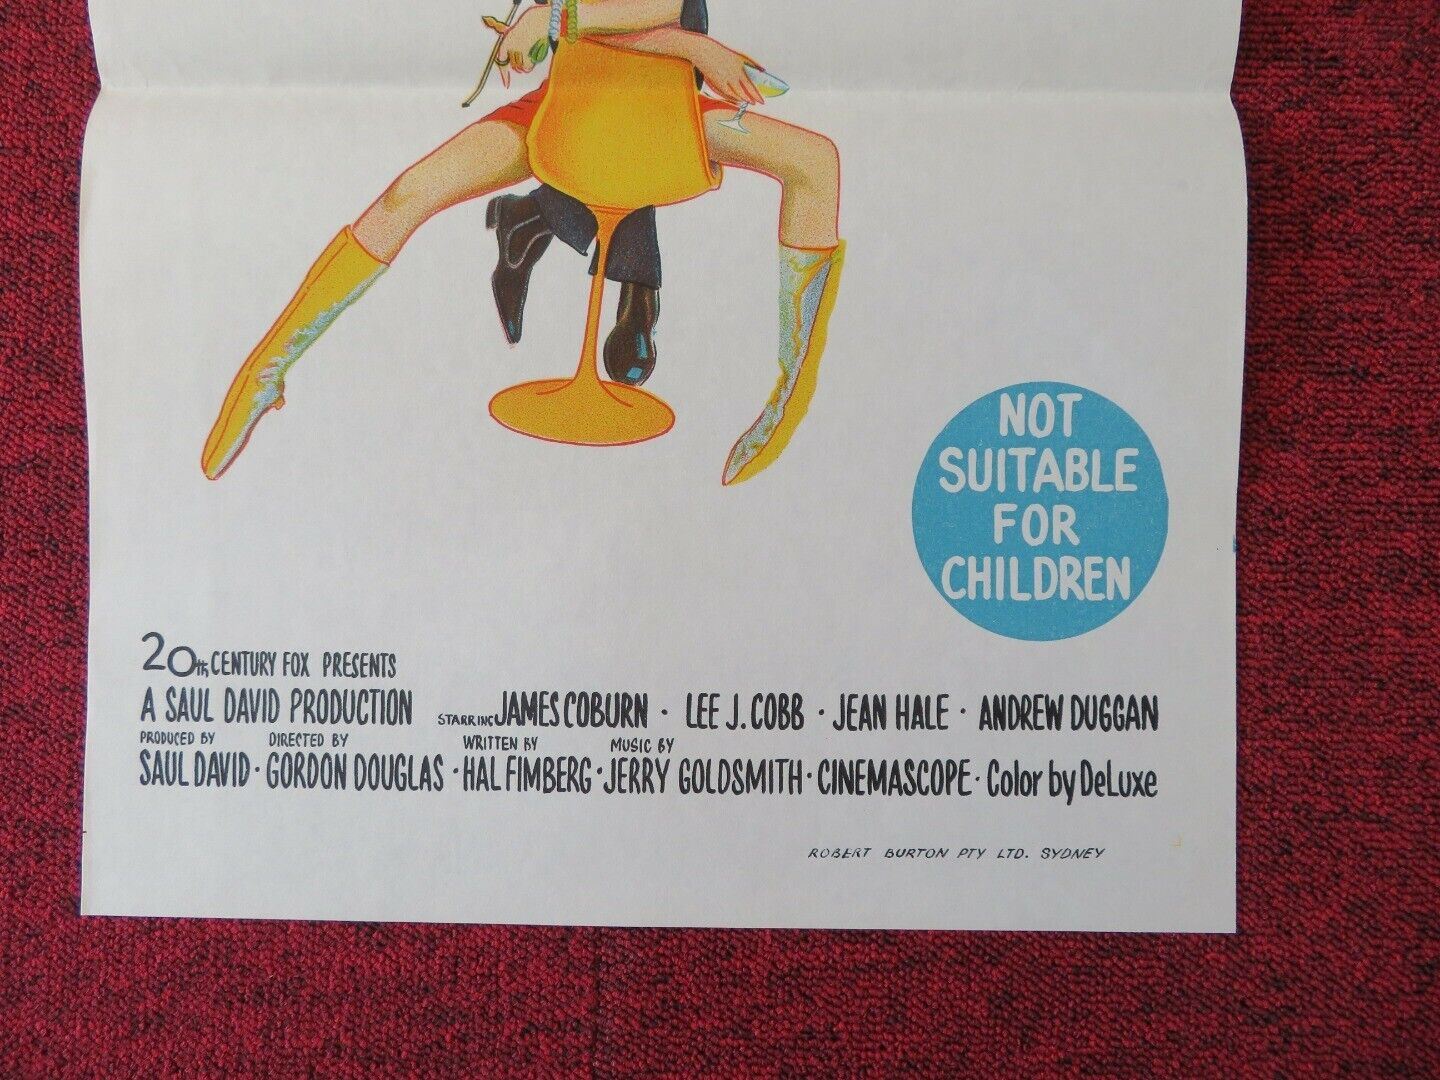 NOT
SUITABLE
FOR
CHILDREN
20th CENTURY FOX PRESENTS
A SAUL DAVID PRODUCTION STARRING JAMES COBURN · LEE J. COBB · JEAN HALE · ANDREW DUGGAN
PRODUCED BY DIRECTED BY WRITTEN BY MUSIC BY
SAUL DAVID · GORDON DOUGLAS · HAL FIMBERG · JERRY GOLDSMITH · CINEMASCOPE · Color by DeLuxe
ROBERT BURTON PTY LTD. SYDNEY